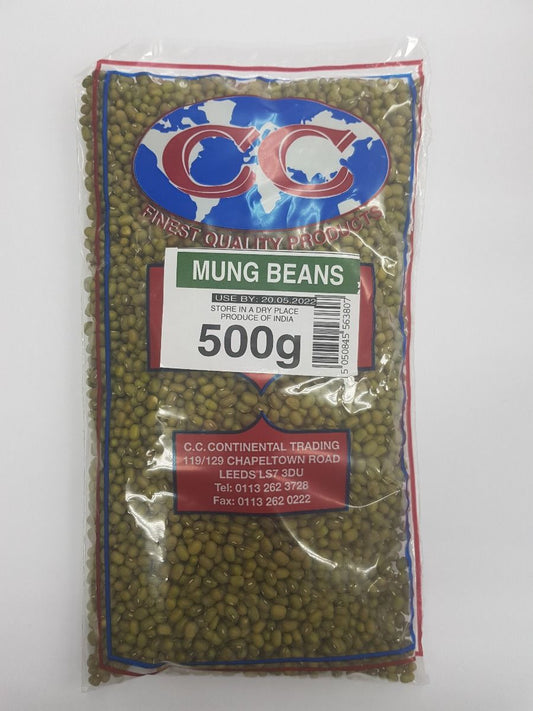 CC
FINEST QUALITY PRODUCTS
MUNG BEANS
USE BY: 20.05.2022
STORE IN A DRY PLACE
PRODUCE OF INDIA
500g
5 050845 563807
C.C. CONTINENTAL TRADING
119/129 CHAPELTOWN ROAD
LEEDS LS7 3DU
Tel: 0113 262 3728
Fax: 0113 262 0222